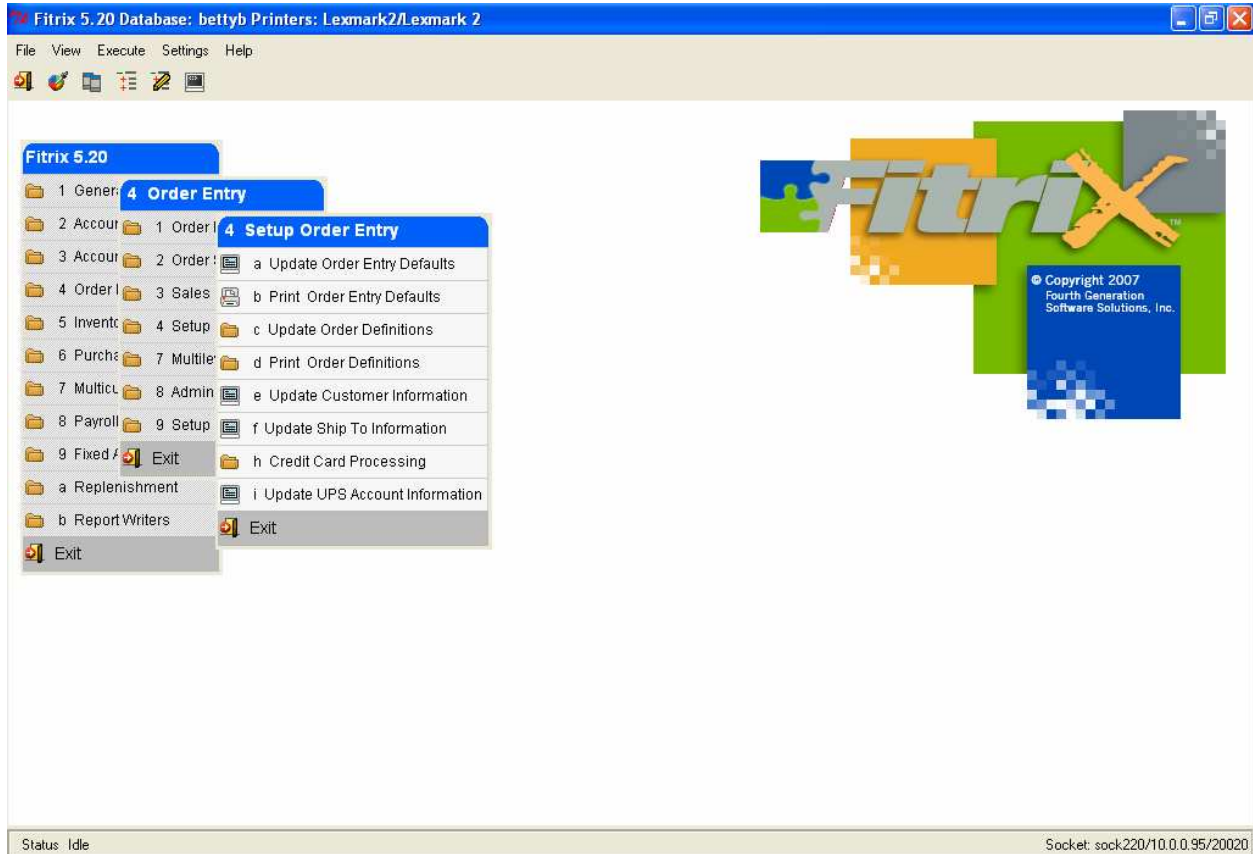 Fitrix 5.20 Database: bettyb Printers: Lexmark2/Lexmark 2
File View Execute Settings Help
Fitrix 5.20
1 Gener
2 Accour
3 Accour
4 Order
5 Invent
6 Purcha
7 Multicu
8 Payroll
9 Fixed
a Replenishment
b Report Writers
Exit
4 Order Entry
1 Order
2 Order
3 Sales
4 Setup
7 Multile
8 Admin
9 Setup
Exit
4 Setup Order Entry
a Update Order Entry Defaults
b Print Order Entry Defaults
c Update Order Definitions
d Print Order Definitions
e Update Customer Information
f Update Ship To Information
h Credit Card Processing
i Update UPS Account Information
Exit
FitriX TM
© Copyright 2007
Fourth Generation
Software Solutions, Inc.
Status Idle
Socket: sock220/10.0.0.95/20020